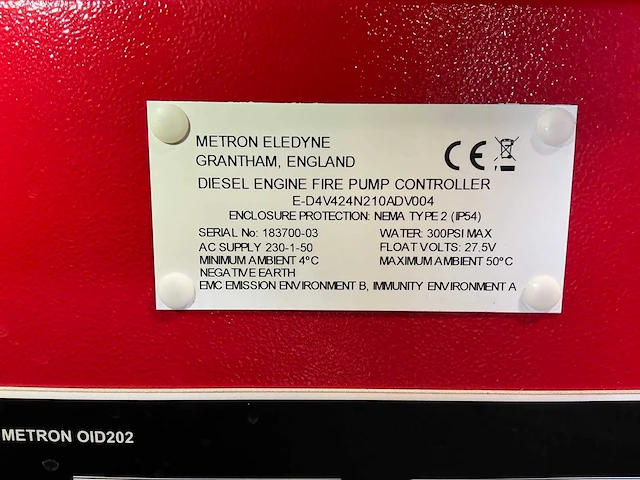 METRON ELEDYNE
GRANTHAM, ENGLAND
DIESEL ENGINE FIRE PUMP CONTROLLER
E-D4V424N210ADV004
ENCLOSURE PROTECTION: NEMA TYPE 2 (IP54)
SERIAL No: 183700-03 WATER: 300PSI MAX
AC SUPPLY 230-1-50 FLOAT VOLTS: 27.5V
MINIMUM AMBIENT 4°C MAXIMUM AMBIENT 50°C
NEGATIVE EARTH
EMC EMISSION ENVIRONMENT B, IMMUNITY ENVIRONMENT A
CE
METRON OID202